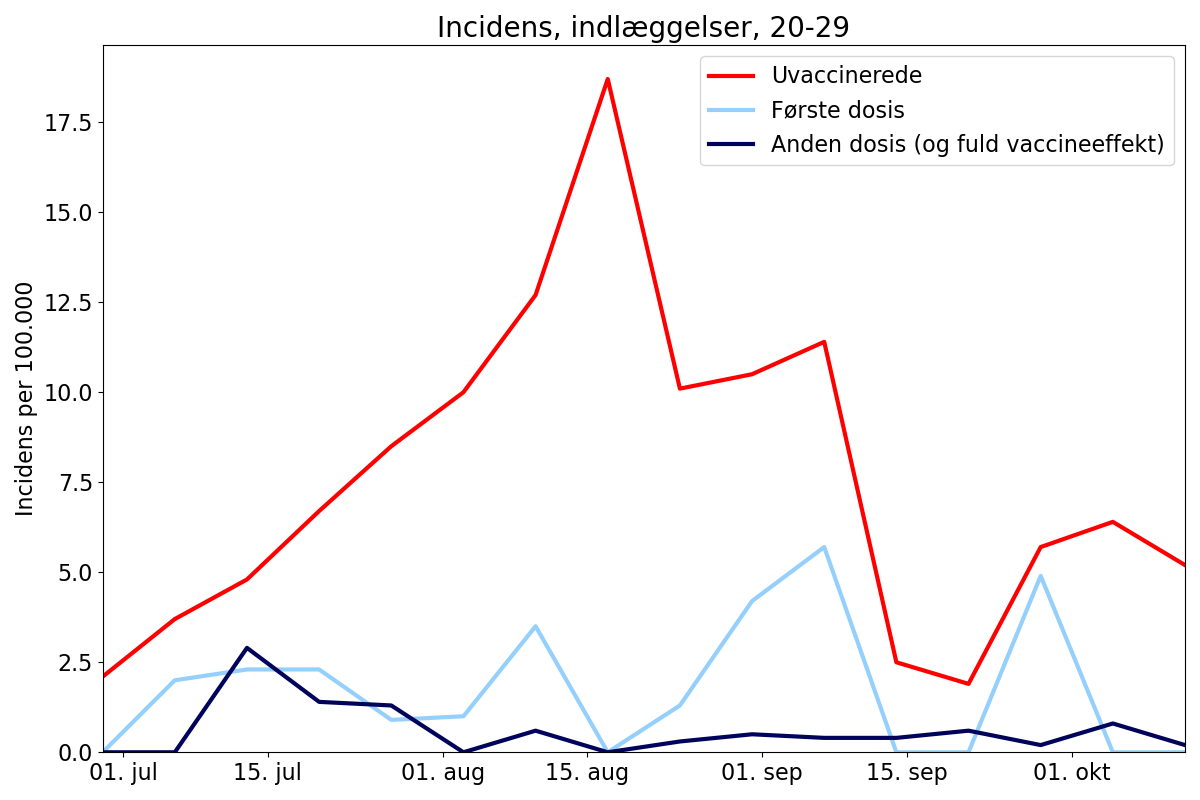 Incidens, indlæggelser, 20-29
Uvaccinerede
Første dosis
Anden dosis (og fuld vaccineeffekt)
Incidens per 100.000
17.5
15.0
12.5
10.0
7.5
5.0
2.5
0.0
01. jul 15. jul 01. aug 15. aug 01. sep 15. sep 01. okt